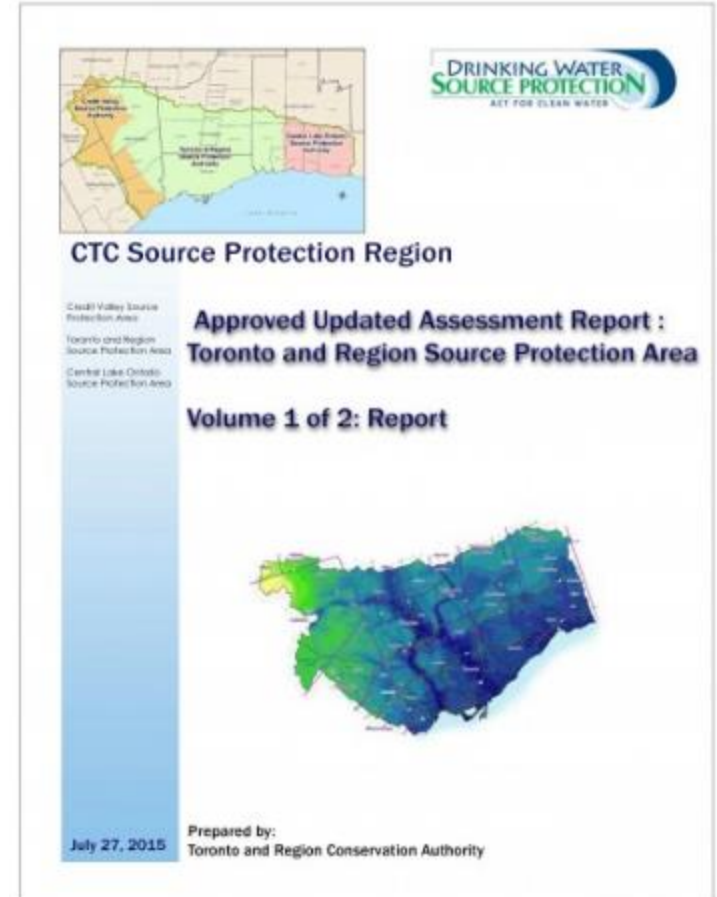 DRINKING WATER
SOURCE PROTECTION
ACT FOR CLEAN WATER
CTC Source Protection Region
Credit Valley Source
Protection Area
Toronto and Region
Source Protection Area
Central Lake Ontario
Source Protection Area
Approved Updated Assessment Report :
Toronto and Region Source Protection Area
Volume 1 of 2: Report
July 27, 2015
Prepared by:
Toronto and Region Conservation Authority